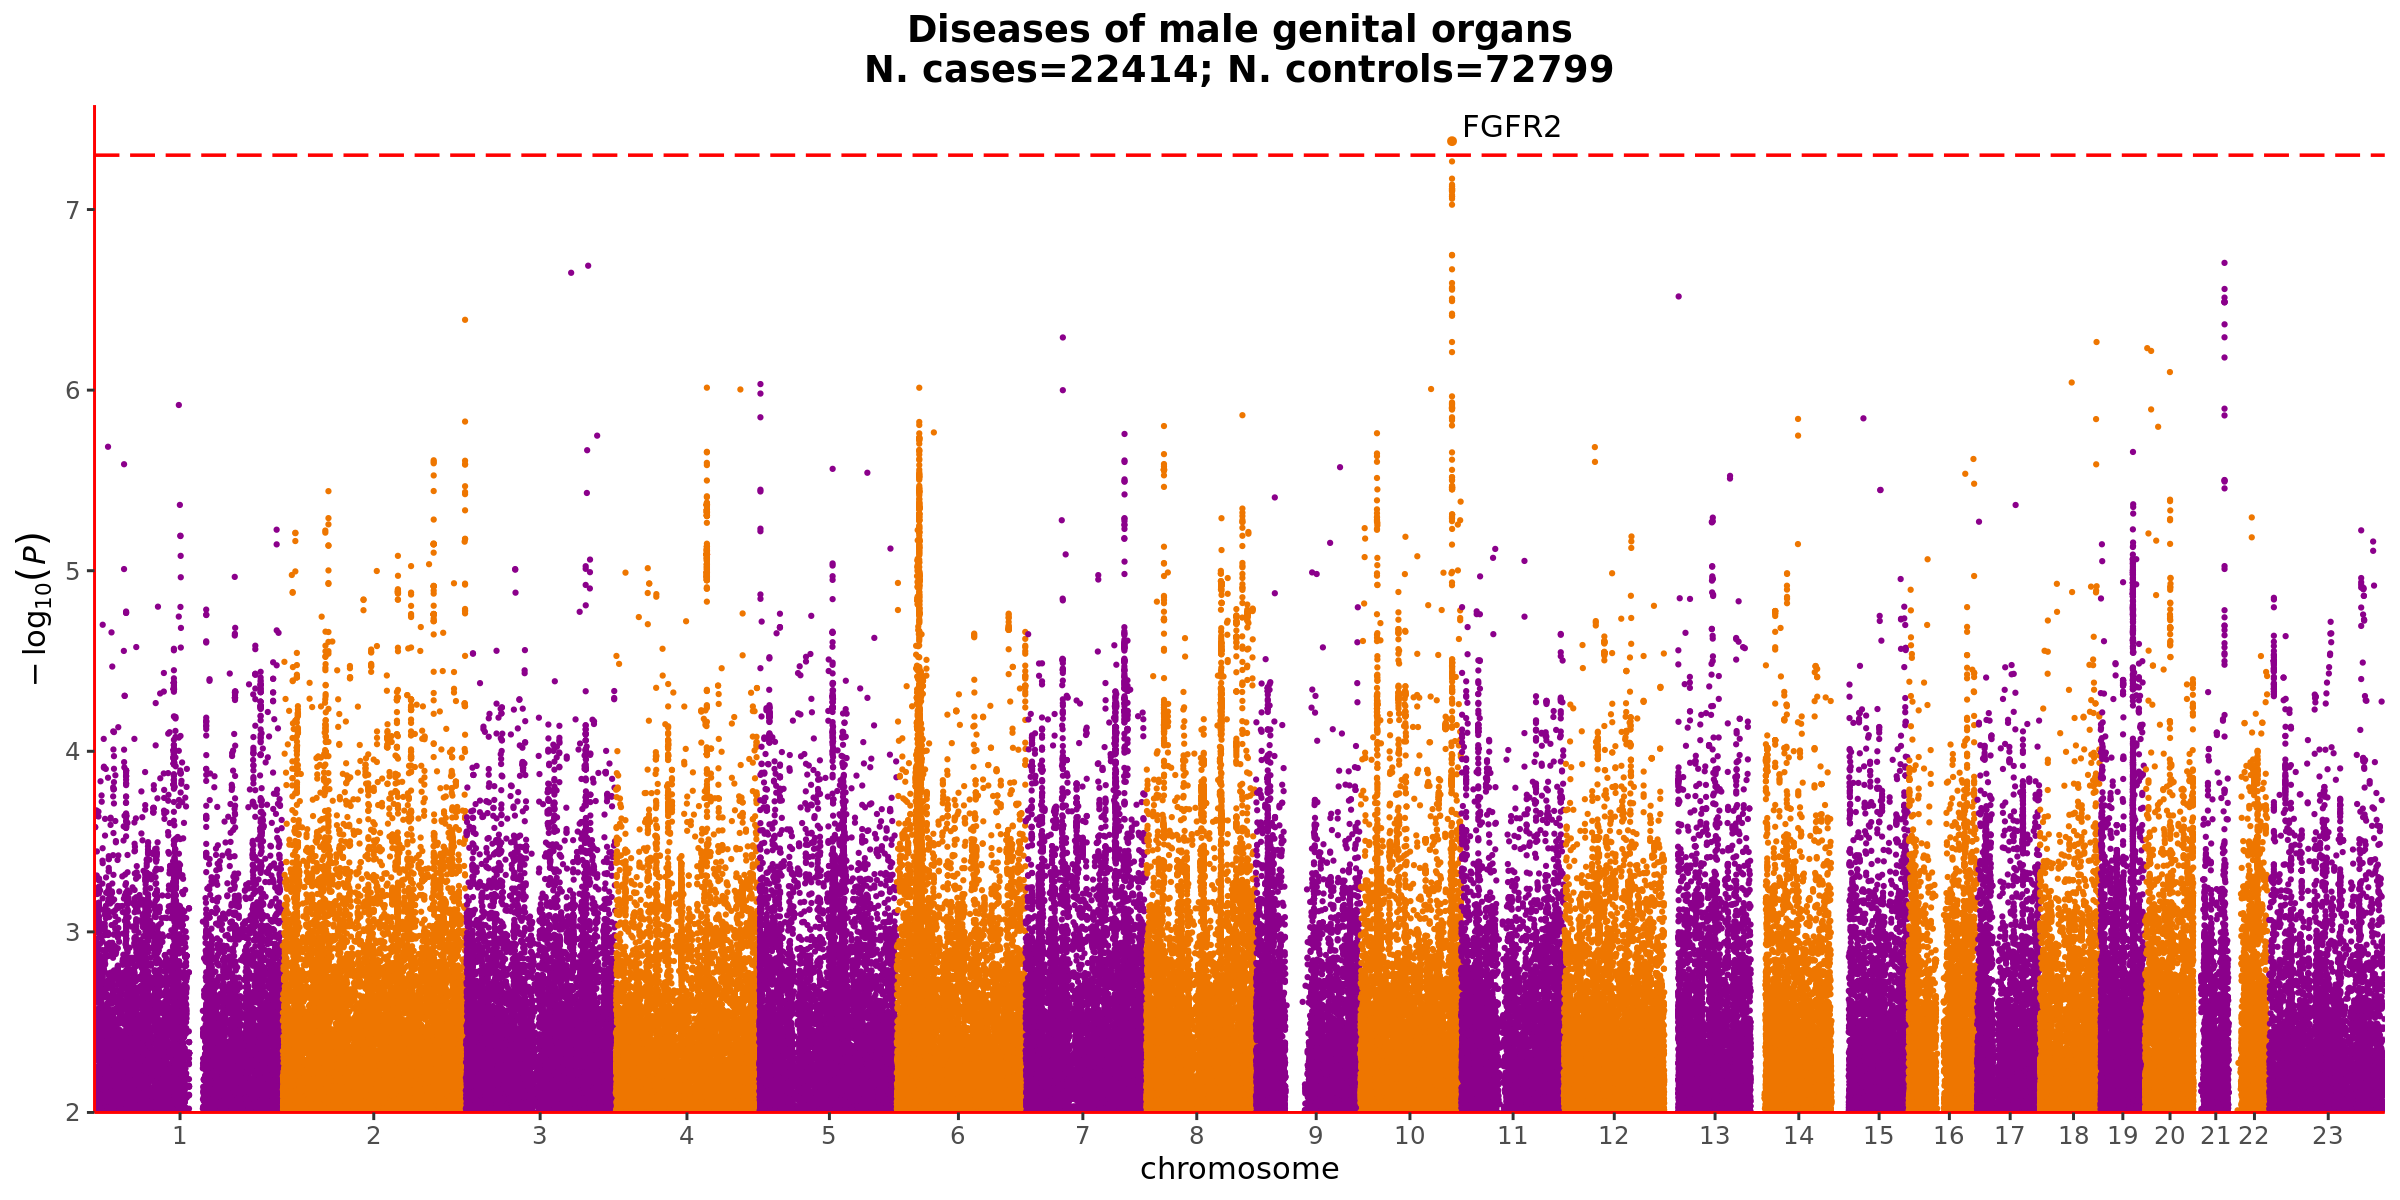 Diseases of male genital organs
N. cases=22414; N. controls=72799
FGFR2
7
6
5
4
3
2
−log10(P)
1 2 3 4 5 6 7 8 9 10 11 12 13 14 15 16 17 18 19 20 21 22 23
chromosome